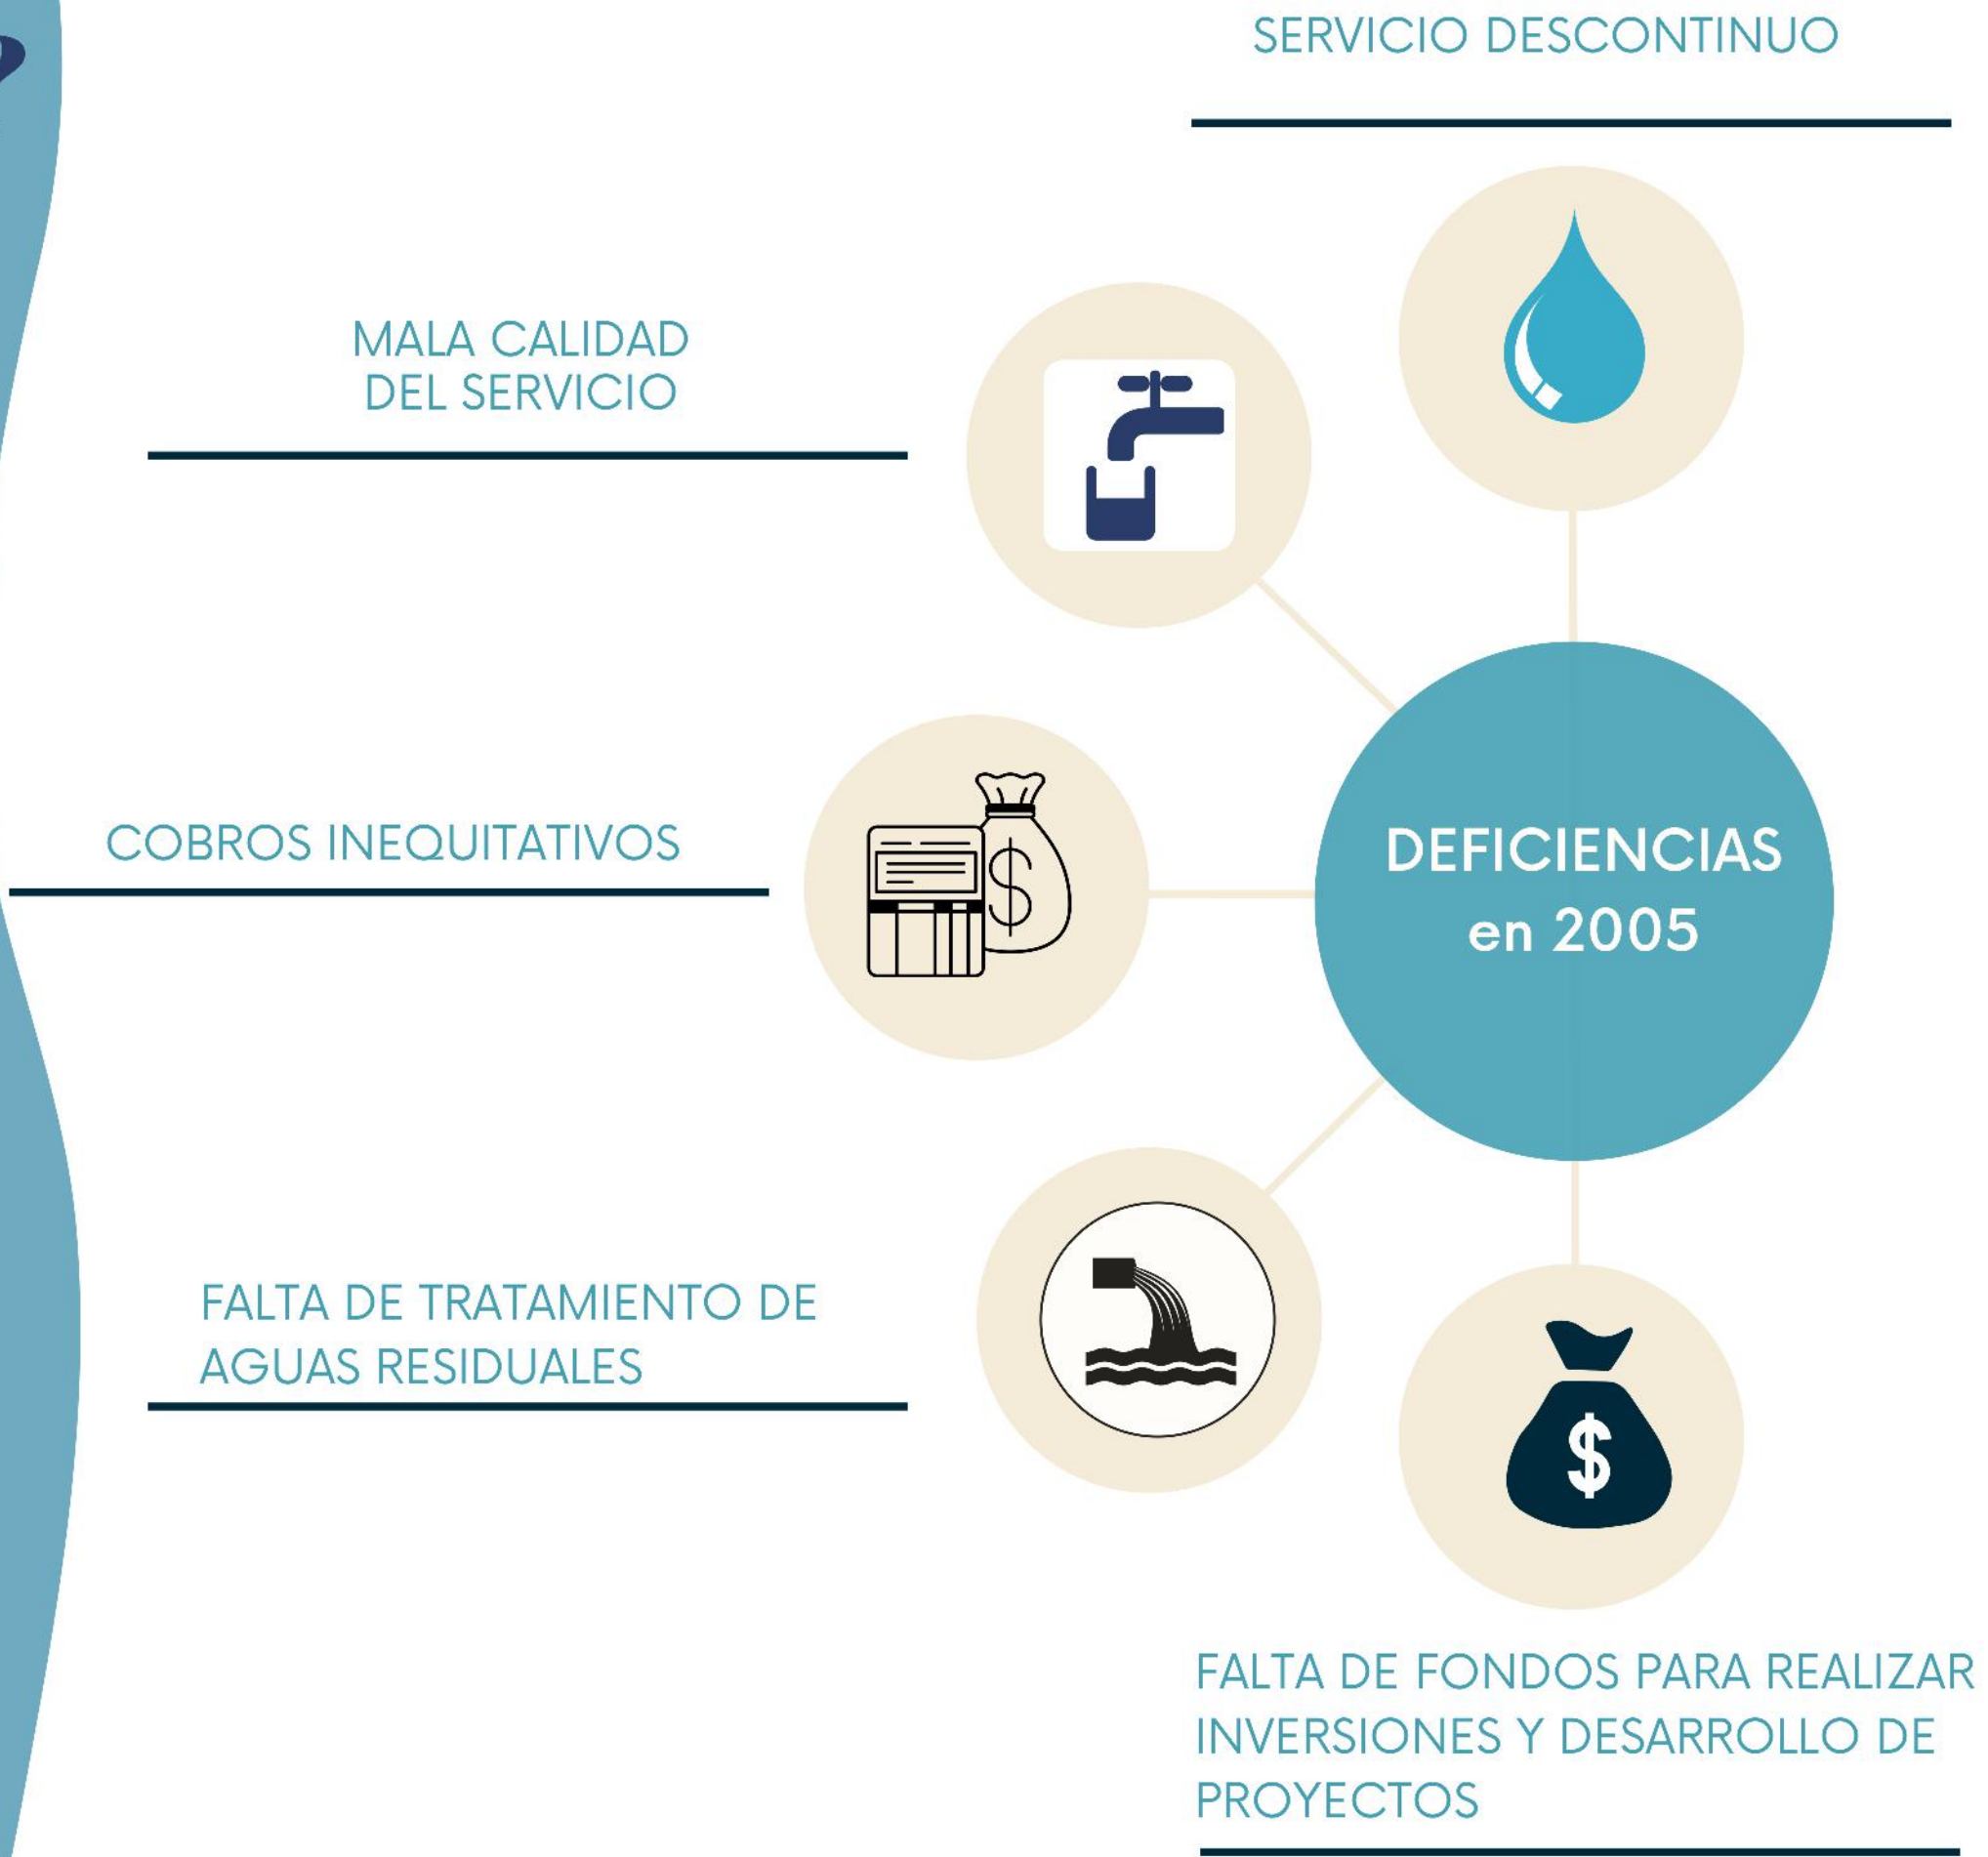 SERVICIO DESCONTINUO
MALA CALIDAD
DEL SERVICIO
COBROS INEQUITATIVOS
DEFICIENCIAS
en 2005
FALTA DE TRATAMIENTO DE
AGUAS RESIDUALES
FALTA DE FONDOS PARA REALIZAR
INVERSIONES Y DESARROLLO DE
PROYECTOS